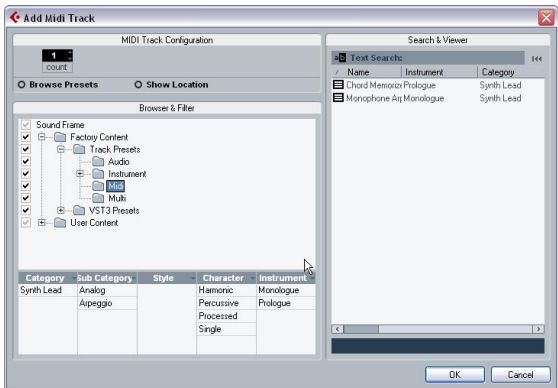 Add Midi Track
MIDI Track Configuration
1
count
Browse Presets
Show Location
Browser & Filter
Sound Frame
Factory Content
Track Presets
Audio
Instrument
Midi
Multi
VST3 Presets
User Content
Category Sub Category Style Character Instrument
Synth Lead Analog Harmonic Monologue
Arpeggio Percussive Prologue
Processed
Single
Search & Viewer
Text Search:
Name Instrument Category
Chord Memorize Prologue Synth Lead
Monophone Arp Monologue Synth Lead
OK Cancel